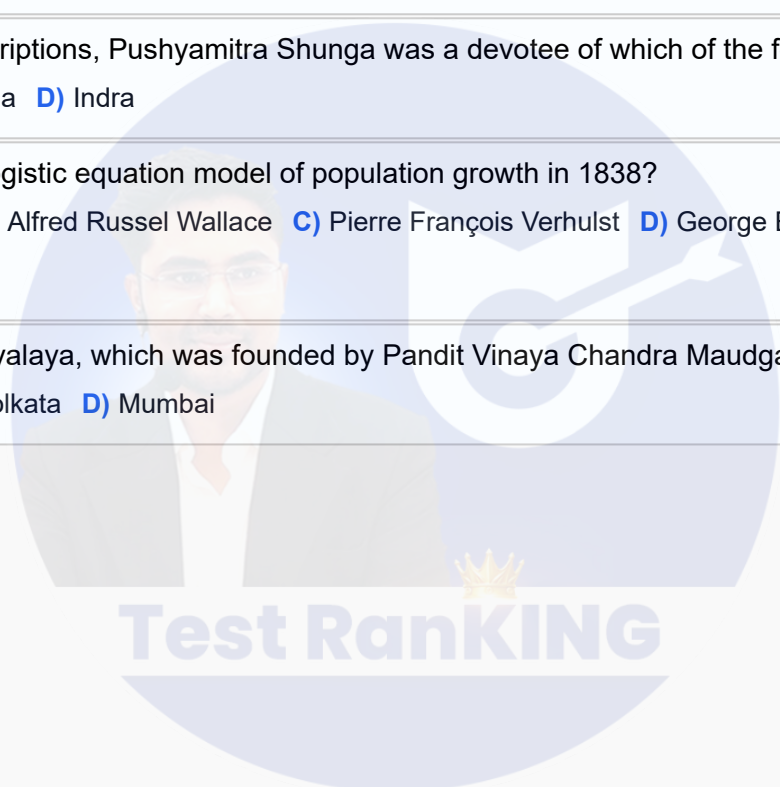 riptions, Pushyamitra Shunga was a devotee of which of the f
a D) Indra
gistic equation model of population growth in 1838?
Alfred Russel Wallace C) Pierre François Verhulst D) George
valaya, which was founded by Pandit Vinaya Chandra Maudga
olkata D) Mumbai
Test RanKING